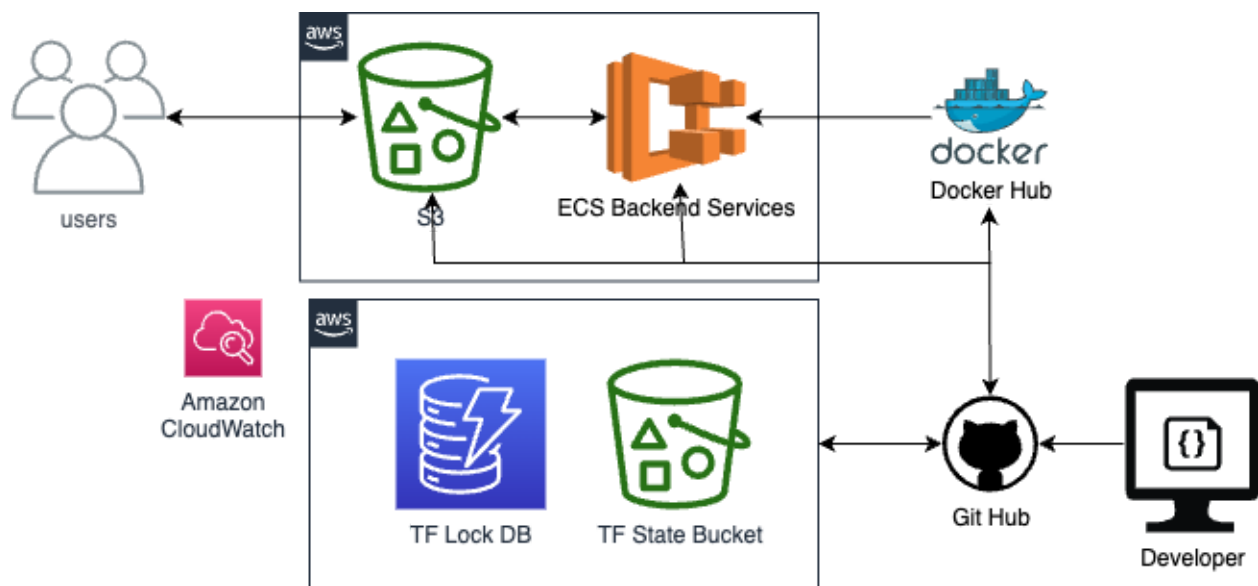 aws
users
S3
ECS Backend Services
docker
Docker Hub
aws
Amazon
CloudWatch
TF Lock DB
TF State Bucket
Git Hub
{}
Developer